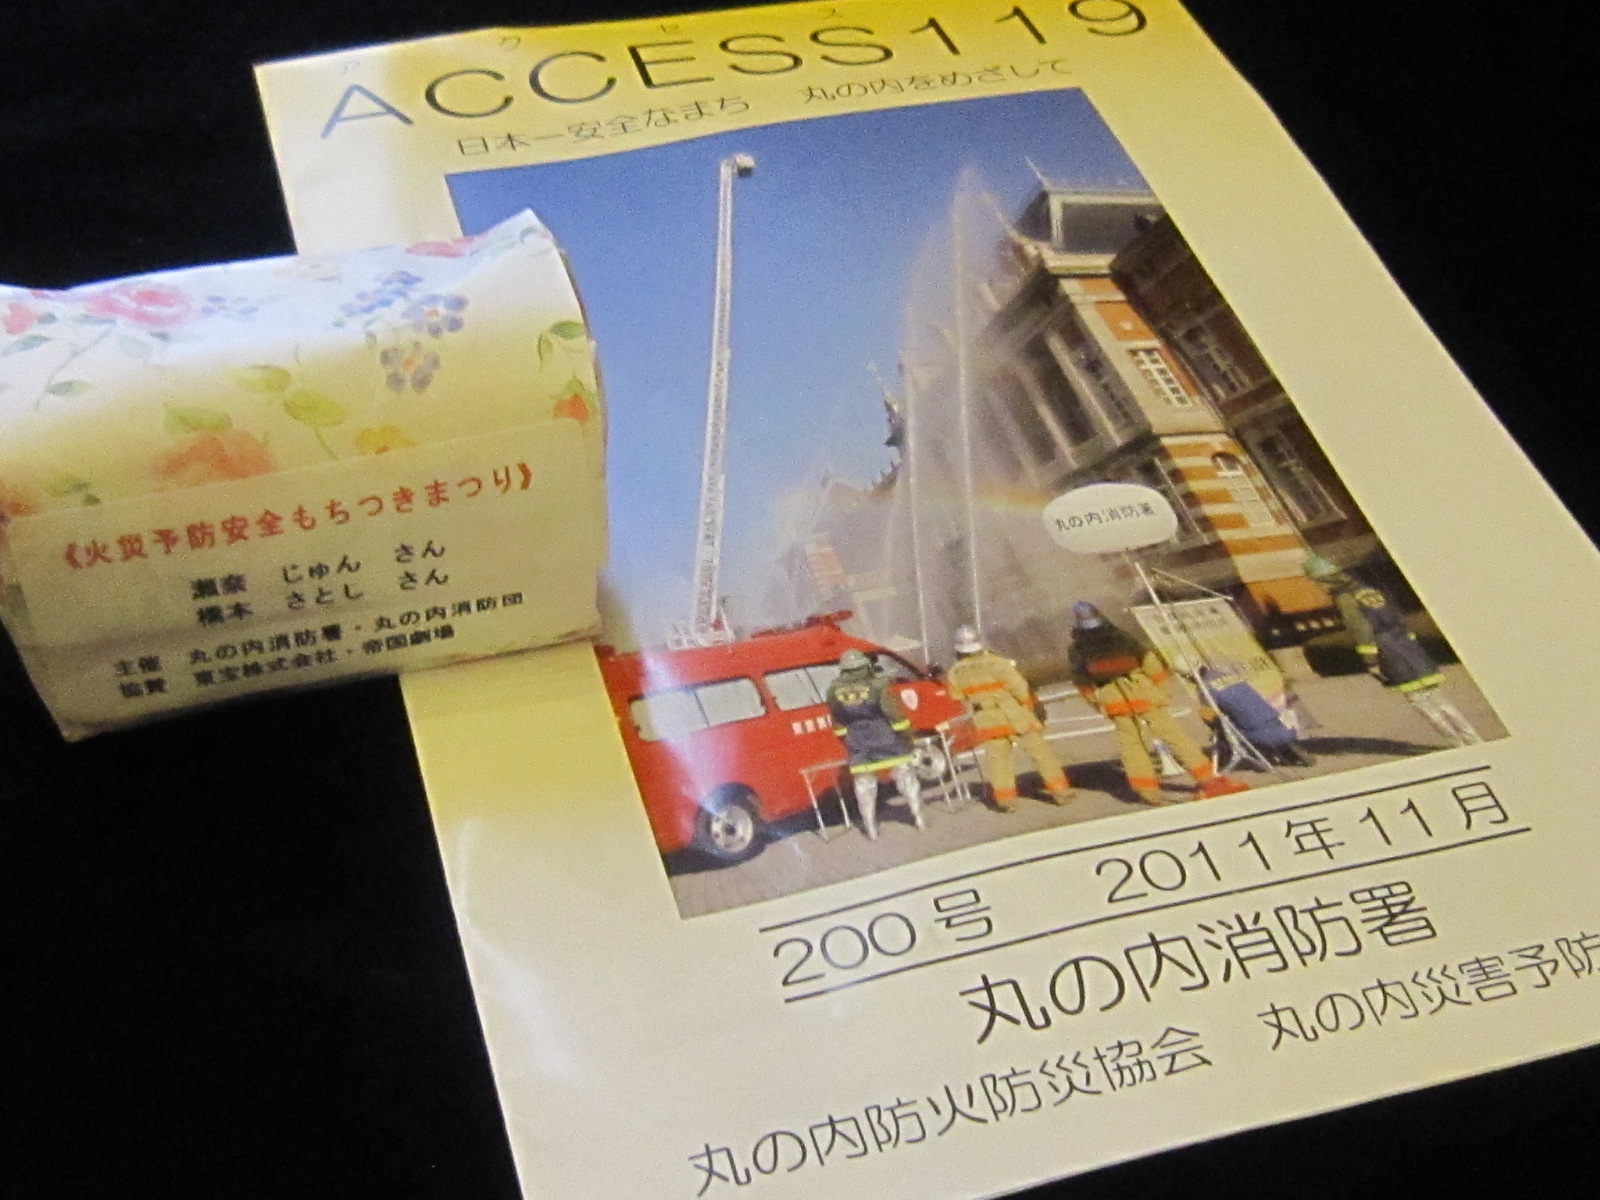 ア ク セ ス
ACCESS119
日本一安全なまち 丸の内をめざして
丸の内消防署
200号 2011年11月
丸の内消防署
丸の内防火防災協会 丸の内災害予防
《火災予防安全もちつきまつり》
瀬奈 じゅん さん
橋本 さとし さん
主催 丸の内消防署・丸の内消防団
協賛 東宝株式会社・帝国劇場